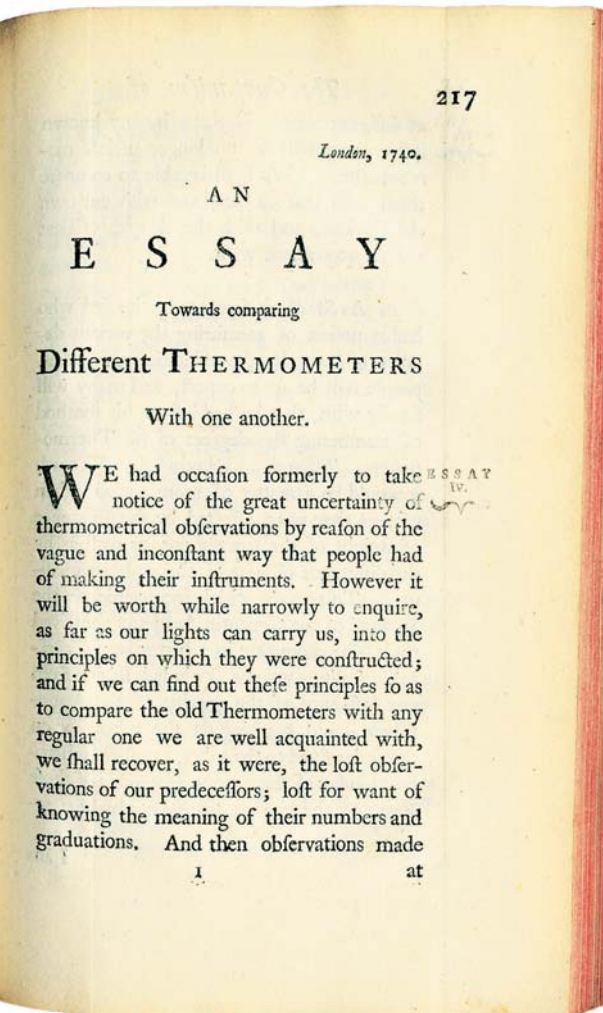 217
London, 1740.
AN
ESSAY
Towards comparing
Different THERMOMETERS
With one another.
WE had occaſion formerly to take ESSAY
notice of the great uncertainty of IV.
thermometrical obſervations by reaſon of the
vague and inconſtant way that people had
of making their inſtruments. However it
will be worth while narrowly to enquire,
as far as our lights can carry us, into the
principles on which they were conſtructed;
and if we can find out theſe principles ſo as
to compare the old Thermometers with any
regular one we are well acquainted with,
we ſhall recover, as it were, the loſt obſer-
vations of our predeceſſors; loſt for want of
knowing the meaning of their numbers and
graduations. And then obſervations made
1 at